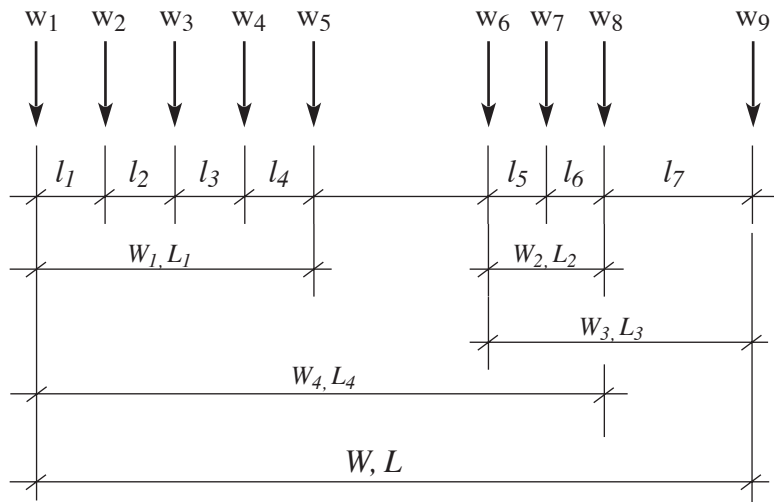 w₁ w₂ w₃ w₄ w₅ w₆ w₇ w₈ w₉
l₁ l₂ l₃ l₄ l₅ l₆ l₇
W₁, L₁ W₂, L₂
W₃, L₃
W₄, L₄
W, L